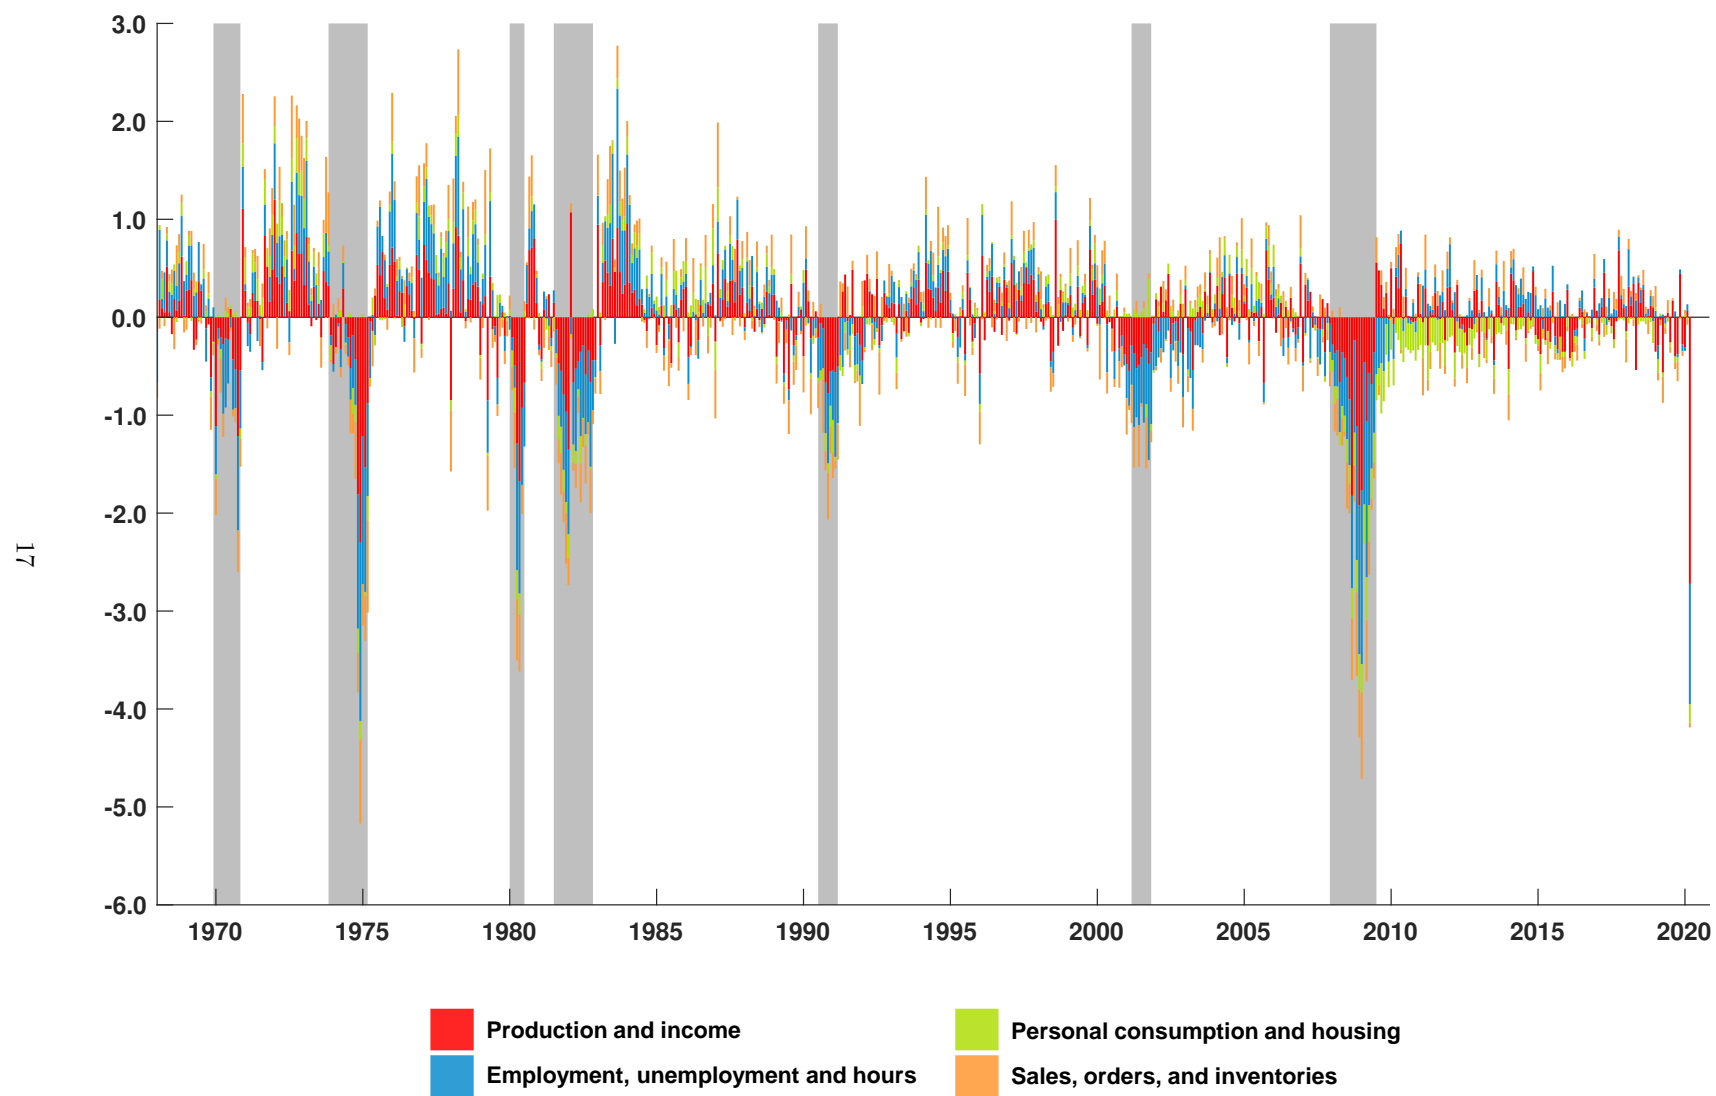 3.0
2.0
1.0
0.0
-1.0
-2.0
-3.0
-4.0
-5.0
-6.0
1970 1975 1980 1985 1990 1995 2000 2005 2010 2015 2020
17
Production and income
Employment, unemployment and hours
Personal consumption and housing
Sales, orders, and inventories